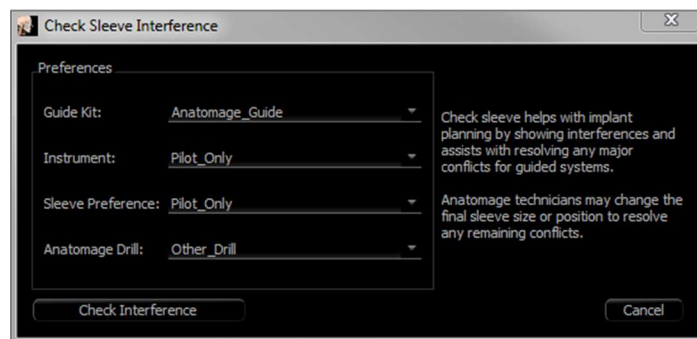 Check Sleeve Interference
Preferences
Guide Kit: Anatomage_Guide
Instrument: Pilot_Only
Sleeve Preference: Pilot_Only
Anatomage Drill: Other_Drill
Check sleeve helps with implant
planning by showing interferences and
assists with resolving any major
conflicts for guided systems.
Anatomage technicians may change the
final sleeve size or position to resolve
any remaining conflicts.
Check Interference
Cancel